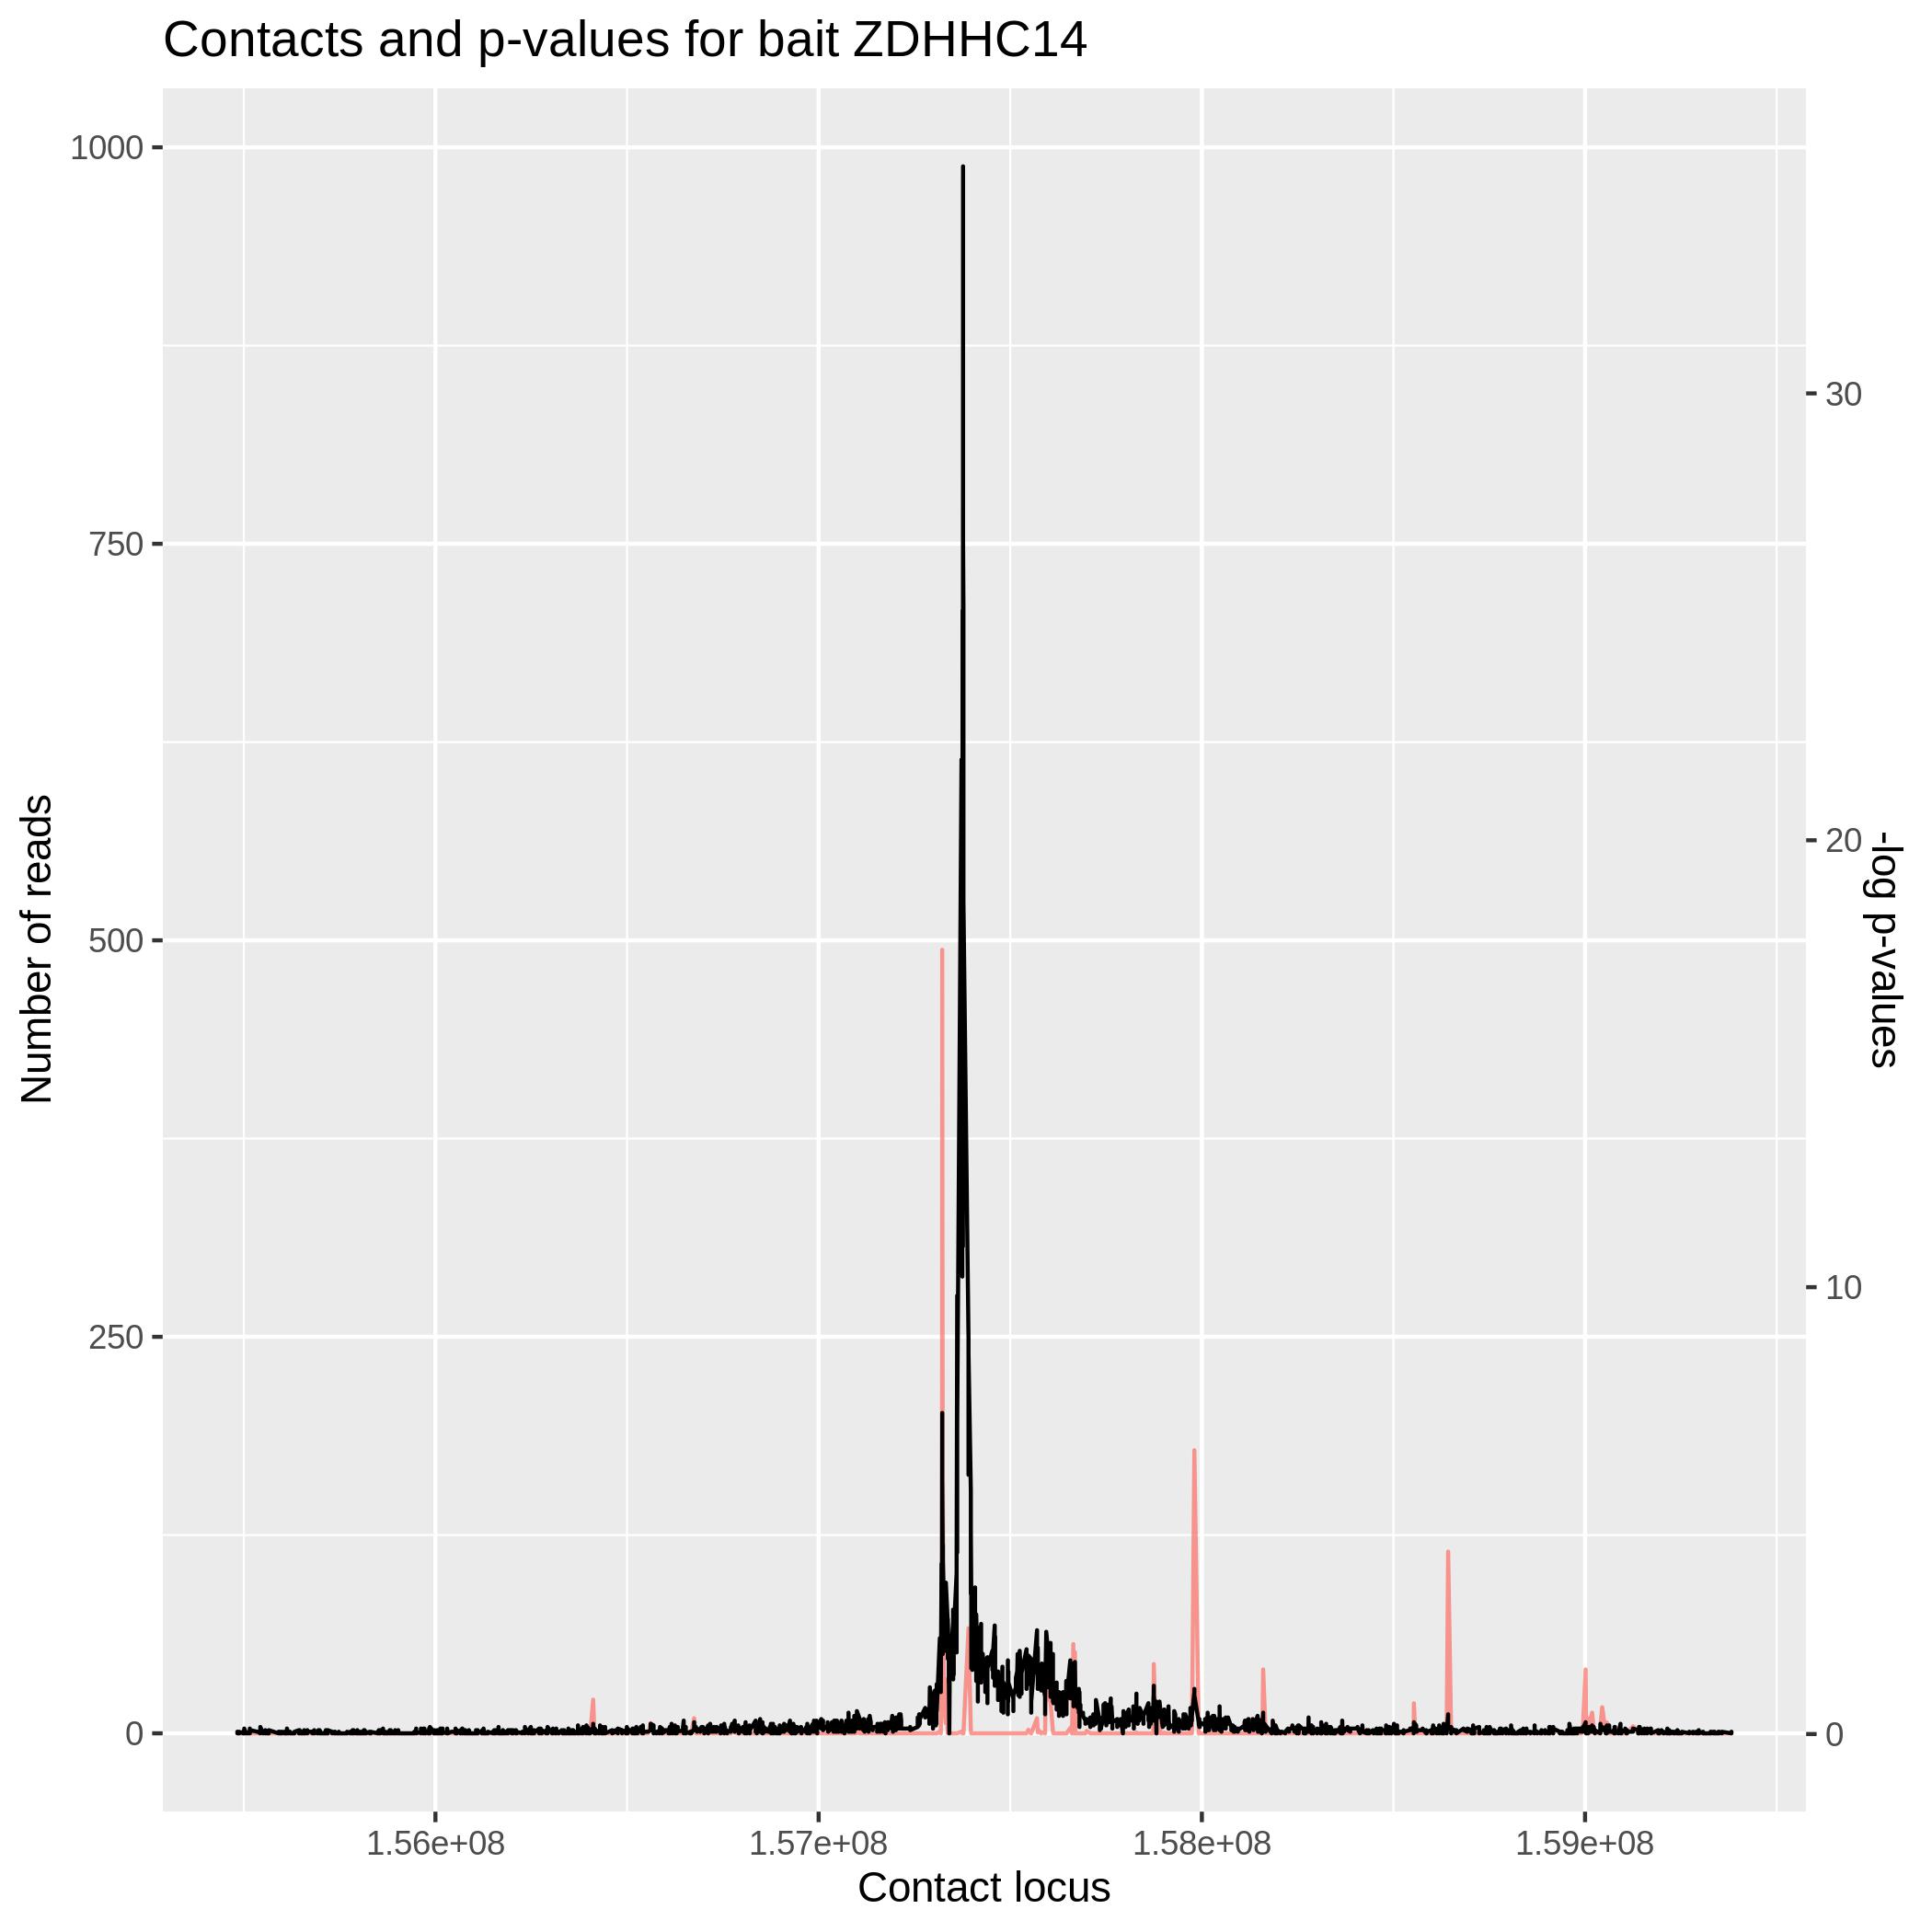 Contacts and p-values for bait ZDHHC14
1000
750
500
250
0
Number of reads
30
20
10
0
-log p-values
1.56e+08
1.57e+08
1.58e+08
1.59e+08
Contact locus